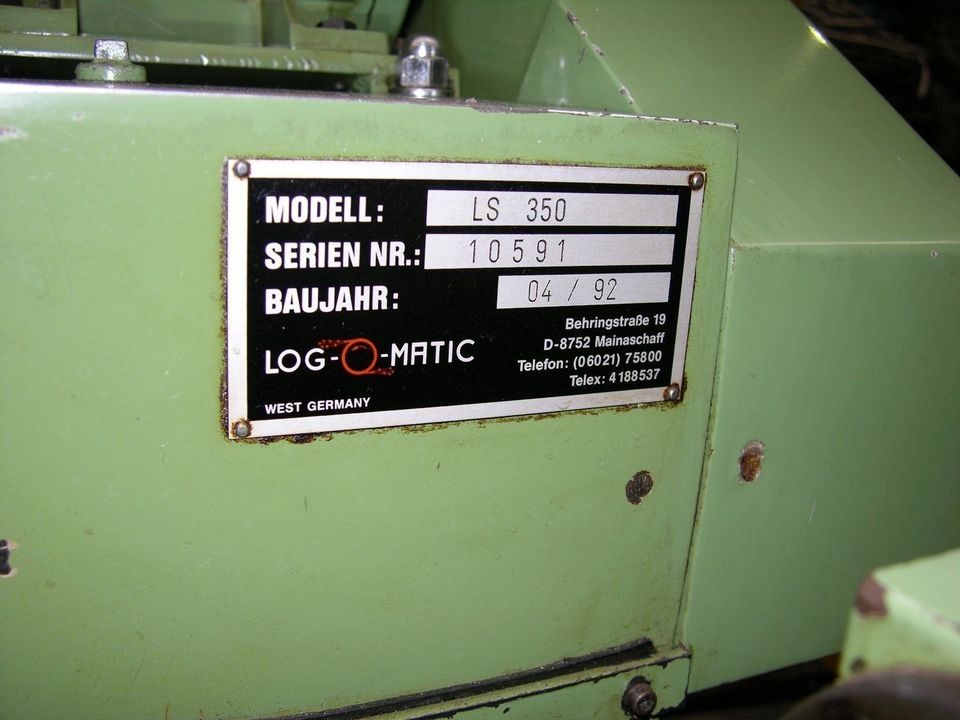 MODELL: LS 350
SERIEN NR.: 10591
BAUJAHR: 04 / 92
LOG-O-MATIC
WEST GERMANY
Behringstraße 19
D-8752 Mainaschaff
Telefon: (06021) 75800
Telex: 4188537